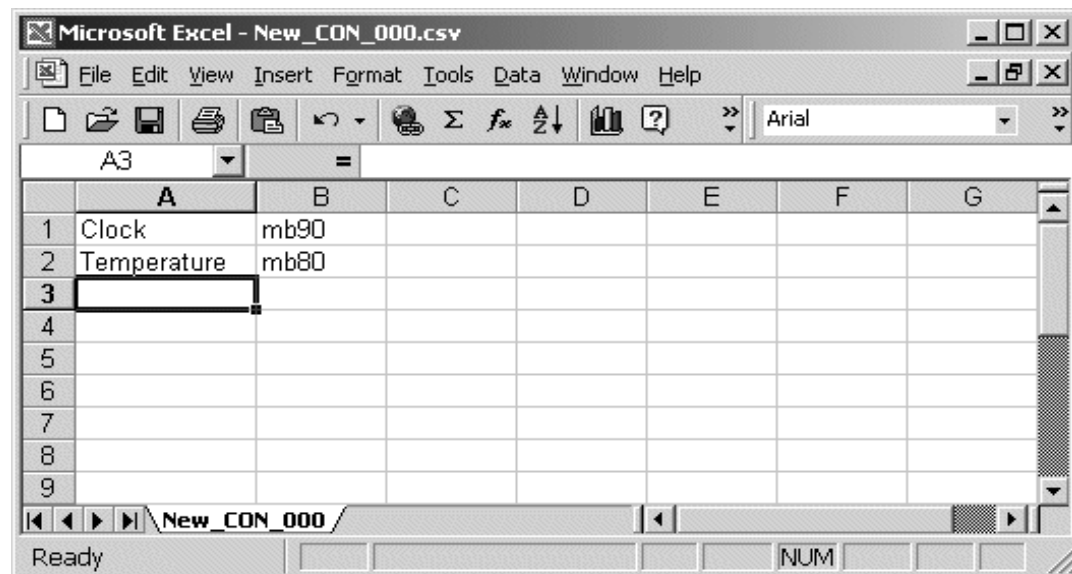 Microsoft Excel - New_CON_000.csv
File Edit View Insert Format Tools Data Window Help
Σ fx A Z ? » Arial »
A3 =
A B C D E F G
1 Clock mb90
2 Temperature mb80
3
4
5
6
7
8
9
New_CON_000
Ready NUM